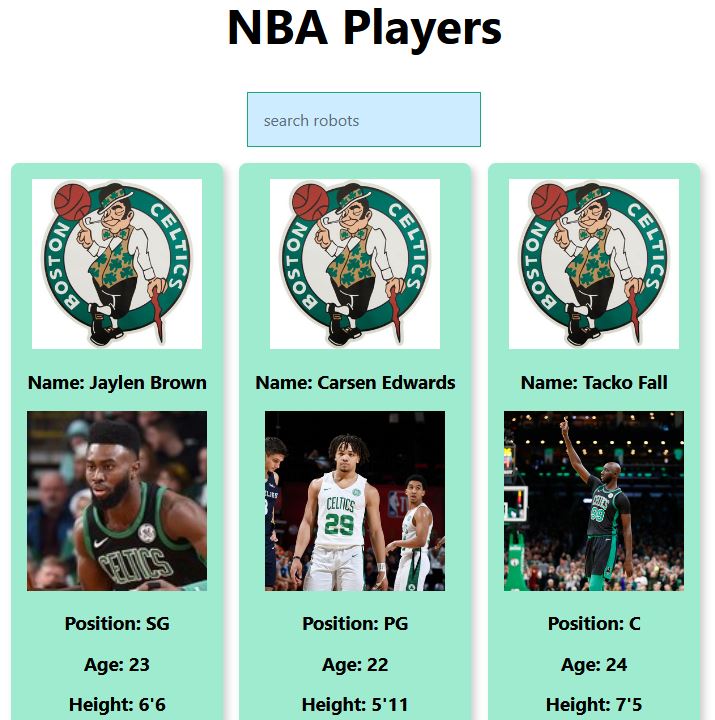 NBA Players
search robots
BOSTON CELTICS
BOSTON CELTICS
BOSTON CELTICS
Name: Jaylen Brown
Name: Carsen Edwards
Name: Tacko Fall
CELTICS
CELTICS
29
99
Position: SG
Position: PG
Position: C
Age: 23
Age: 22
Age: 24
Height: 6'6
Height: 5'11
Height: 7'5